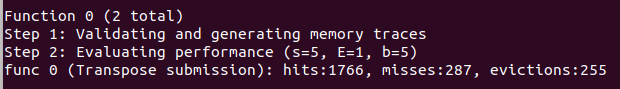 Function 0 (2 total)
Step 1: Validating and generating memory traces
Step 2: Evaluating performance (s=5, E=1, b=5)
func 0 (Transpose submission): hits:1766, misses:287, evictions:255